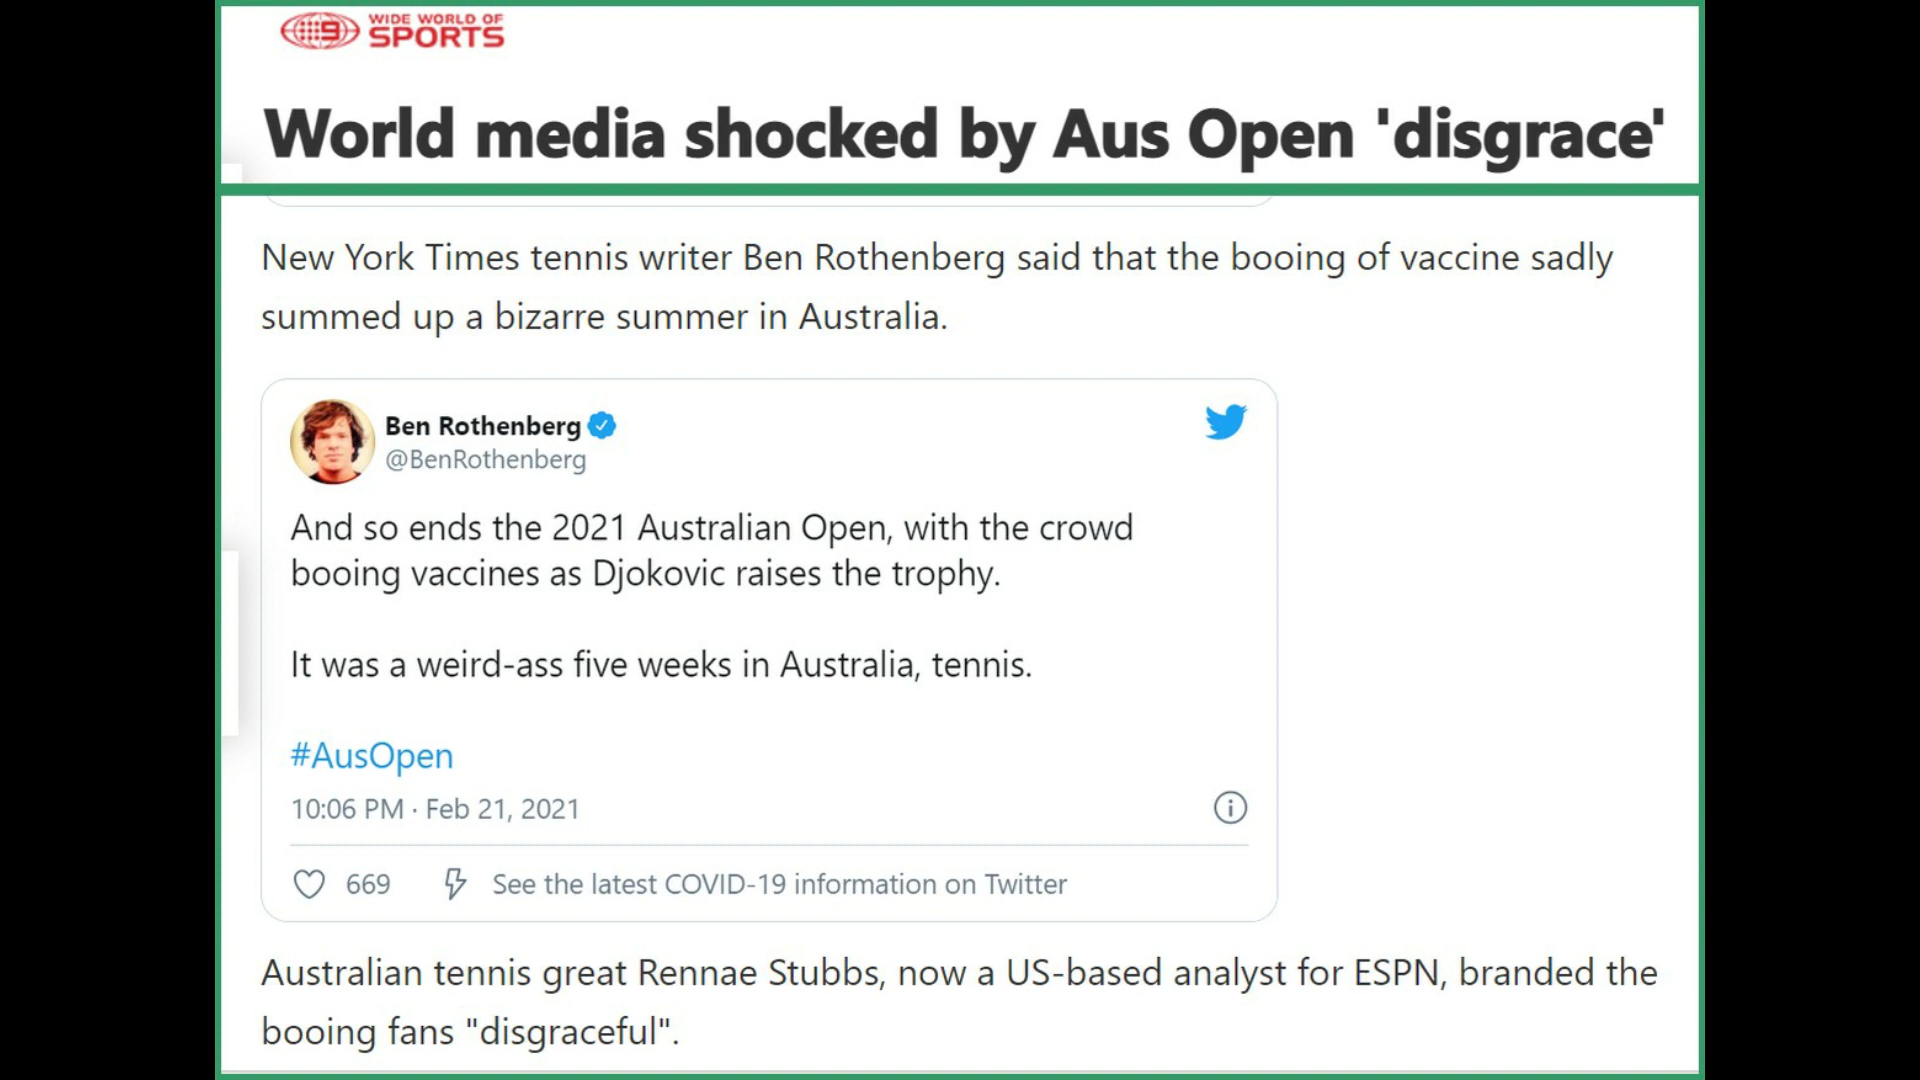 9 WIDE WORLD OF
SPORTS
World media shocked by Aus Open 'disgrace'
New York Times tennis writer Ben Rothenberg said that the booing of vaccine sadly
summed up a bizarre summer in Australia.
Ben Rothenberg
@BenRothenberg
And so ends the 2021 Australian Open, with the crowd
booing vaccines as Djokovic raises the trophy.
It was a weird-ass five weeks in Australia, tennis.
#AusOpen
10:06 PM · Feb 21, 2021
669 See the latest COVID-19 information on Twitter
Australian tennis great Rennae Stubbs, now a US-based analyst for ESPN, branded the
booing fans "disgraceful".